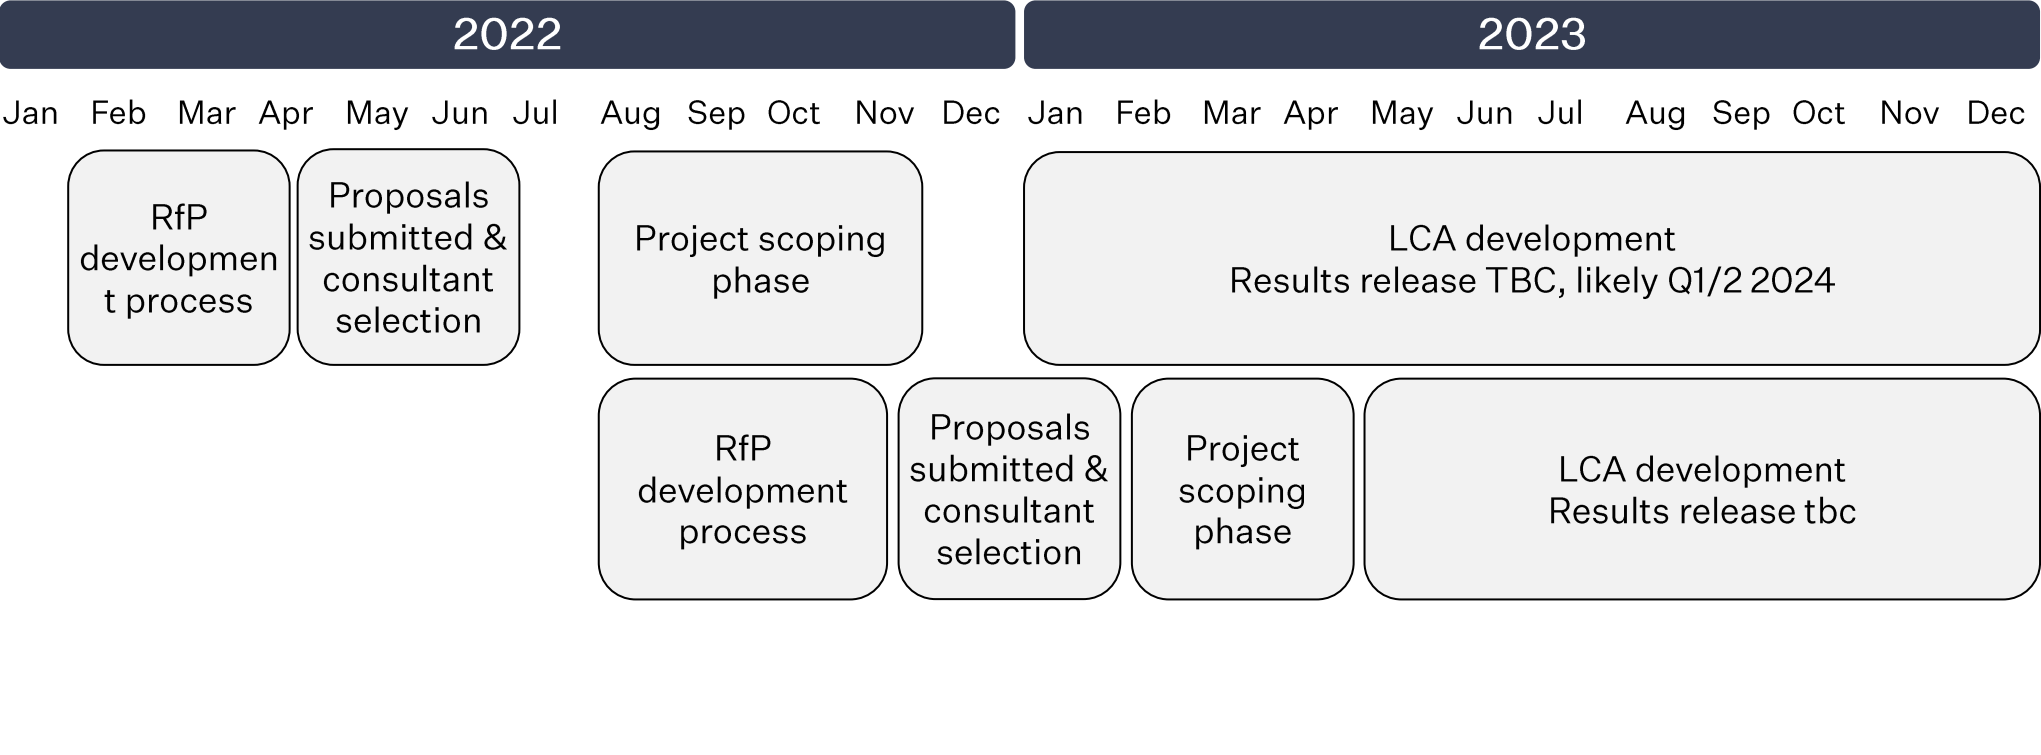 2022
2023
Jan Feb Mar Apr May Jun Jul Aug Sep Oct Nov Dec Jan Feb Mar Apr May Jun Jul Aug Sep Oct Nov Dec
RfP
developmen
t process
Proposals
submitted &
consultant
selection
Project scoping
phase
LCA development
Results release TBC, likely Q1/2 2024
RfP
development
process
Proposals
submitted &
consultant
selection
Project
scoping
phase
LCA development
Results release tbc